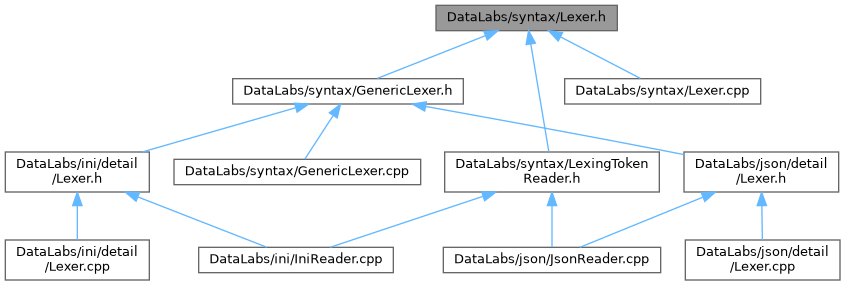 DataLabs/syntax/Lexer.h
DataLabs/syntax/GenericLexer.h
DataLabs/syntax/Lexer.cpp
DataLabs/ini/detail
/Lexer.h
DataLabs/syntax/GenericLexer.cpp
DataLabs/syntax/LexingToken
Reader.h
DataLabs/json/detail
/Lexer.h
DataLabs/ini/detail
/Lexer.cpp
DataLabs/ini/IniReader.cpp
DataLabs/json/JsonReader.cpp
DataLabs/json/detail
/Lexer.cpp